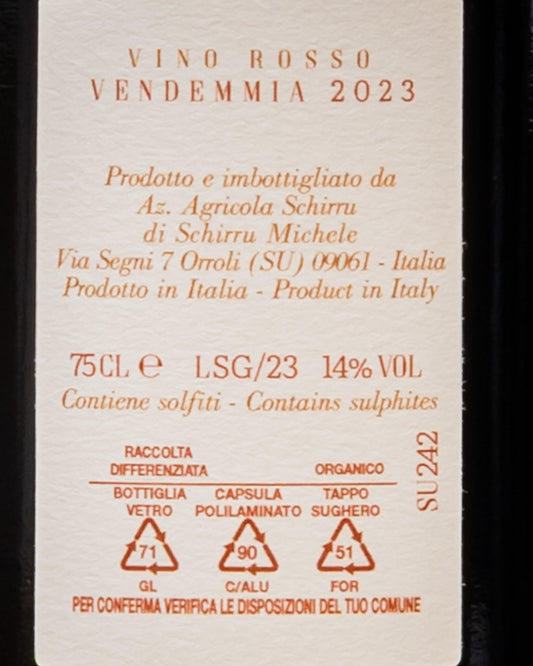 VINO ROSSO
VENDEMMIA 2023
Prodotto e imbottigliato da
Az. Agricola Schirru
di Schirru Michele
Via Segni 7 Orroli (SU) 09061 - Italia
Prodotto in Italia - Product in Italy
75CL ℮ LSG/23 14% VOL
Contiene solfiti - Contains sulphites
SU242
RACCOLTA
DIFFERENZIATA ORGANICO
BOTTIGLIA CAPSULA TAPPO
VETRO POLILAMINATO SUGHERO
71 90 51
GL C/ALU FOR
PER CONFERMA VERIFICA LE DISPOSIZIONI DEL TUO COMUNE